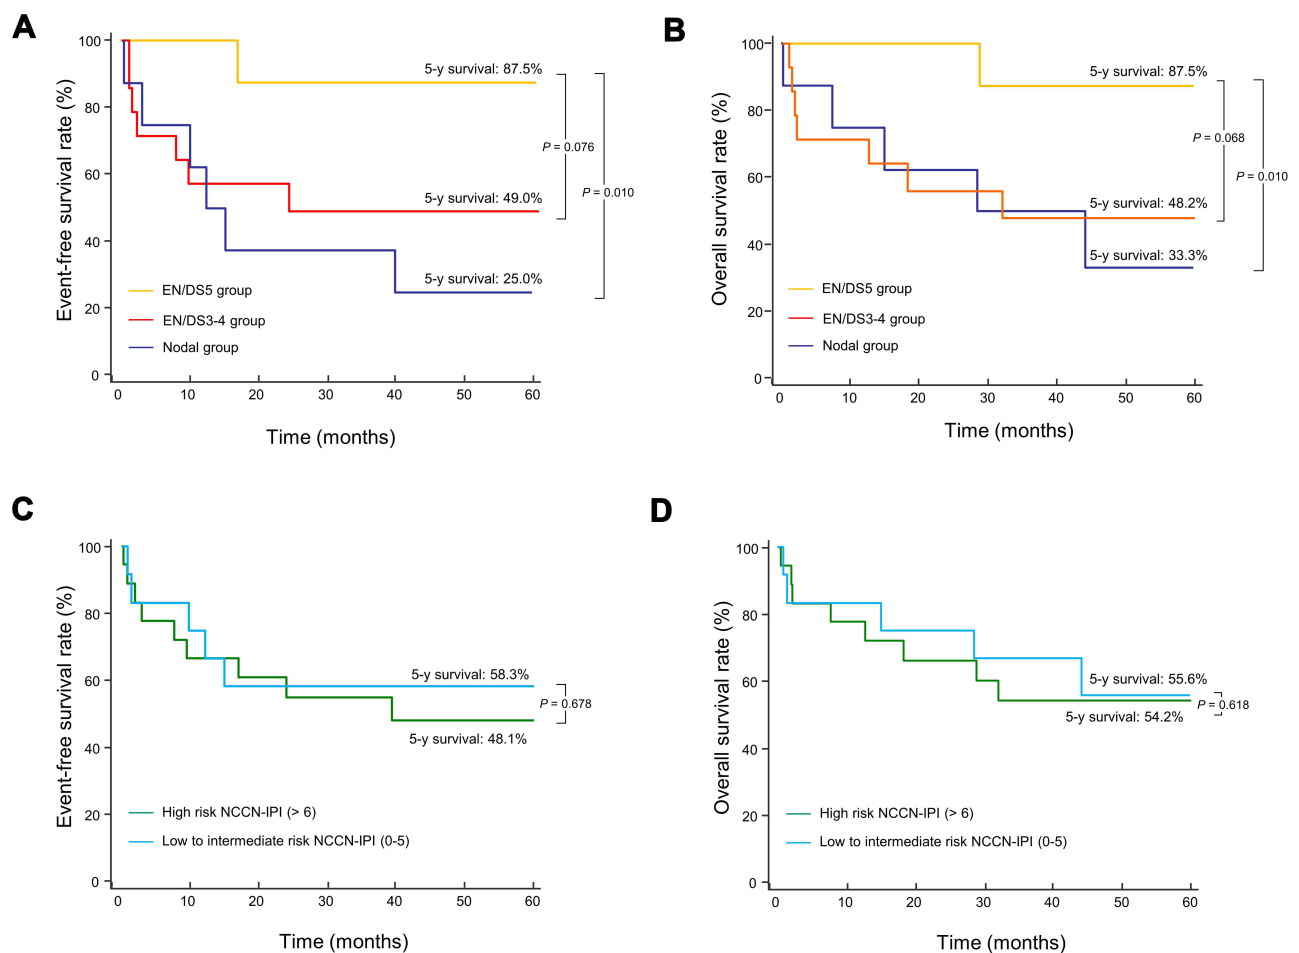 A
Event-free survival rate (%)
100
80
60
40
20
0
5-y survival: 87.5%
P = 0.076
P = 0.010
5-y survival: 49.0%
5-y survival: 25.0%
EN/DS5 group
EN/DS3-4 group
Nodal group
0 10 20 30 40 50 60
Time (months)
B
Overall survival rate (%)
100
80
60
40
20
0
5-y survival: 87.5%
P = 0.068
P = 0.010
5-y survival: 48.2%
5-y survival: 33.3%
EN/DS5 group
EN/DS3-4 group
Nodal group
0 10 20 30 40 50 60
Time (months)
C
Event-free survival rate (%)
100
80
60
40
20
0
5-y survival: 58.3%
P = 0.678
5-y survival: 48.1%
High risk NCCN-IPI (> 6)
Low to intermediate risk NCCN-IPI (0-5)
0 10 20 30 40 50 60
Time (months)
D
Overall survival rate (%)
100
80
60
40
20
0
5-y survival: 55.6%
P = 0.618
5-y survival: 54.2%
High risk NCCN-IPI (> 6)
Low to intermediate risk NCCN-IPI (0-5)
0 10 20 30 40 50 60
Time (months)